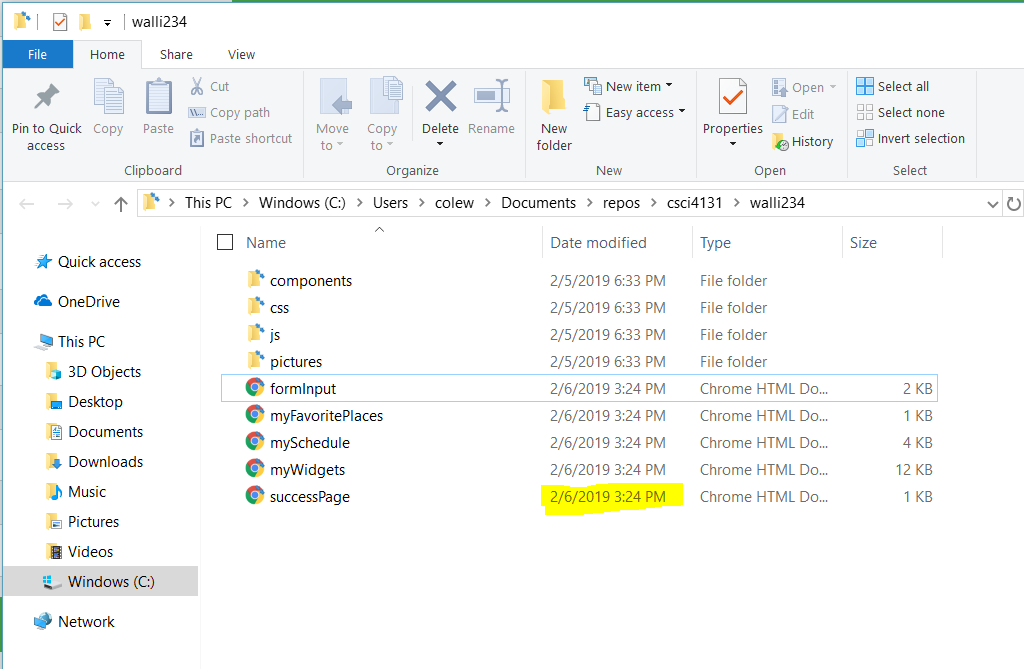 walli234
File Home Share View
Pin to Quick access Copy Paste Cut Copy path Paste shortcut Move to Copy to Delete Rename New folder New item Easy access Properties Open Edit History Select all Select none Invert selection
Clipboard Organize New Open Select
This PC > Windows (C:) > Users > colew > Documents > repos > csci4131 > walli234
Quick access
OneDrive
This PC
3D Objects
Desktop
Documents
Downloads
Music
Pictures
Videos
Windows (C:)
Network
Name Date modified Type Size
components 2/5/2019 6:33 PM File folder
css 2/5/2019 6:33 PM File folder
js 2/5/2019 6:33 PM File folder
pictures 2/5/2019 6:33 PM File folder
formInput 2/6/2019 3:24 PM Chrome HTML Do... 2 KB
myFavoritePlaces 2/6/2019 3:24 PM Chrome HTML Do... 1 KB
mySchedule 2/6/2019 3:24 PM Chrome HTML Do... 4 KB
myWidgets 2/6/2019 3:24 PM Chrome HTML Do... 12 KB
successPage 2/6/2019 3:24 PM Chrome HTML Do... 1 KB